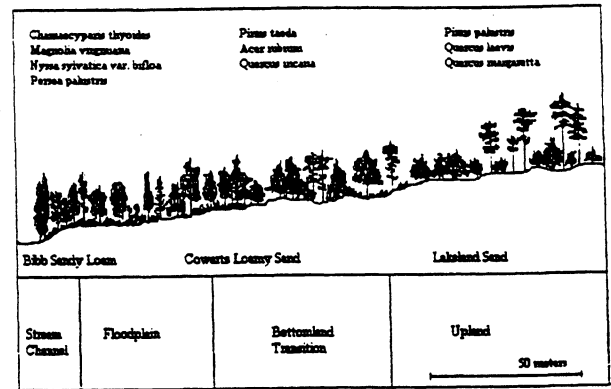 Chamaecyparis thyoides
Magnolia virginiana
Nyssa sylvatica var. biflora
Persea palustris
Pinus taeda
Acer rubrum
Quercus incana
Pinus palustris
Quercus laevis
Quercus margaretta
Bibb Sandy Loam
Cowarts Loamy Sand
Lakeland Sand
Stream
Channel
Floodplain
Bottomland
Transition
Upland
50 meters